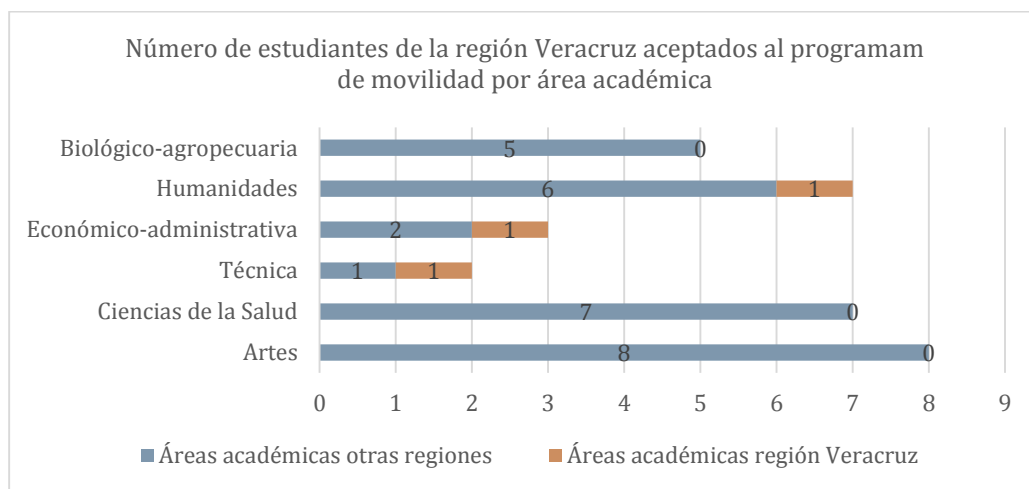 Número de estudiantes de la región Veracruz aceptados al programam
de movilidad por área académica
Biológico-agropecuaria 5 0
Humanidades 6 1
Económico-administrativa 2 1
Técnica 1 1
Ciencias de la Salud 7 0
Artes 8 0
0 1 2 3 4 5 6 7 8 9
Áreas académicas otras regiones Áreas académicas región Veracruz